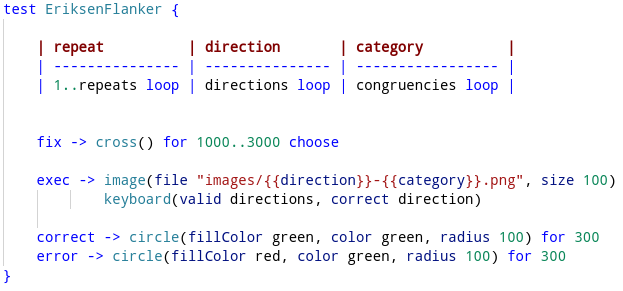 test EriksenFlanker {
| repeat | direction | category |
| --------------- | --------------- | ----------------- |
| 1..repeats loop | directions loop | congruencies loop |
fix -> cross() for 1000..3000 choose
exec -> image(file "images/{{direction}}-{{category}}.png", size 100)
keyboard(valid directions, correct direction)
correct -> circle(fillColor green, color green, radius 100) for 300
error -> circle(fillColor red, color green, radius 100) for 300
}